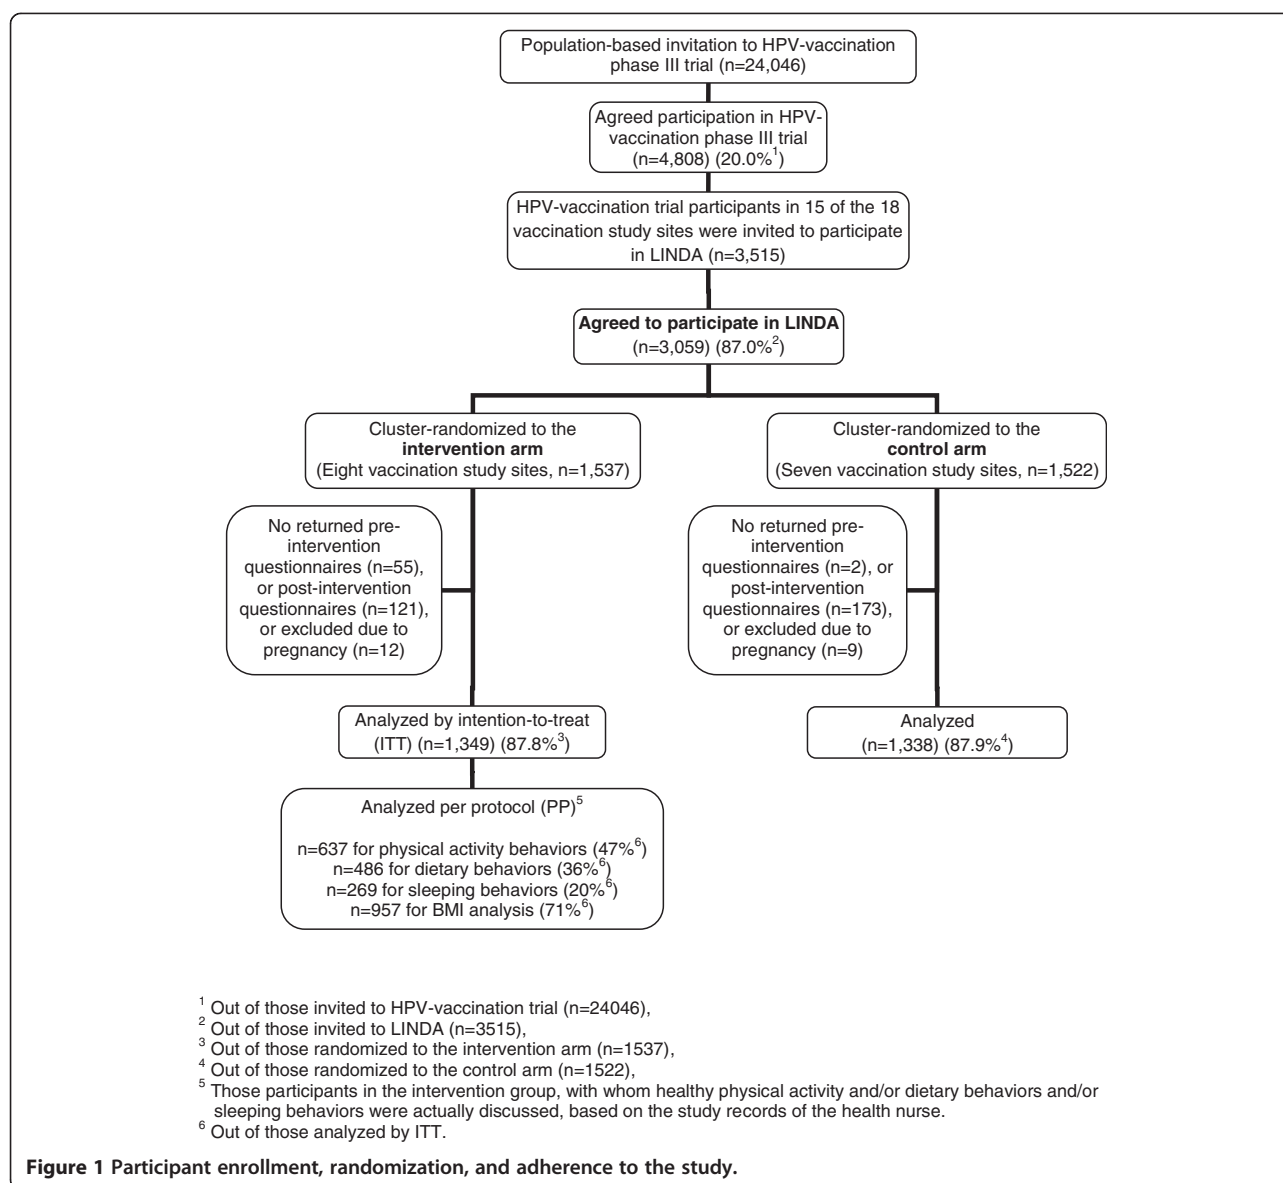 Population-based invitation to HPV-vaccination
phase III trial (n=24,046)
Agreed participation in HPV-
vaccination phase III trial
(n=4,808) (20.0%1)
HPV-vaccination trial participants in 15 of the 18
vaccination study sites were invited to participate
in LINDA (n=3,515)
Agreed to participate in LINDA
(n=3,059) (87.0%2)
Cluster-randomized to the
intervention arm
(Eight vaccination study sites, n=1,537)
Cluster-randomized to the
control arm
(Seven vaccination study sites, n=1,522)
No returned pre-
intervention
questionnaires (n=55),
or post-intervention
questionnaires (n=121),
or excluded due to
pregnancy (n=12)
No returned pre-
intervention
questionnaires (n=2), or
post-intervention
questionnaires (n=173),
or excluded due to
pregnancy (n=9)
Analyzed by intention-to-treat
(ITT) (n=1,349) (87.8%3)
Analyzed
(n=1,338) (87.9%4)
Analyzed per protocol (PP)5
n=637 for physical activity behaviors (47%6)
n=486 for dietary behaviors (36%6)
n=269 for sleeping behaviors (20%6)
n=957 for BMI analysis (71%6)
1 Out of those invited to HPV-vaccination trial (n=24046),
2 Out of those invited to LINDA (n=3515),
3 Out of those randomized to the intervention arm (n=1537),
4 Out of those randomized to the control arm (n=1522),
5 Those participants in the intervention group, with whom healthy physical activity and/or dietary behaviors and/or
sleeping behaviors were actually discussed, based on the study records of the health nurse.
6 Out of those analyzed by ITT.
Figure 1 Participant enrollment, randomization, and adherence to the study.